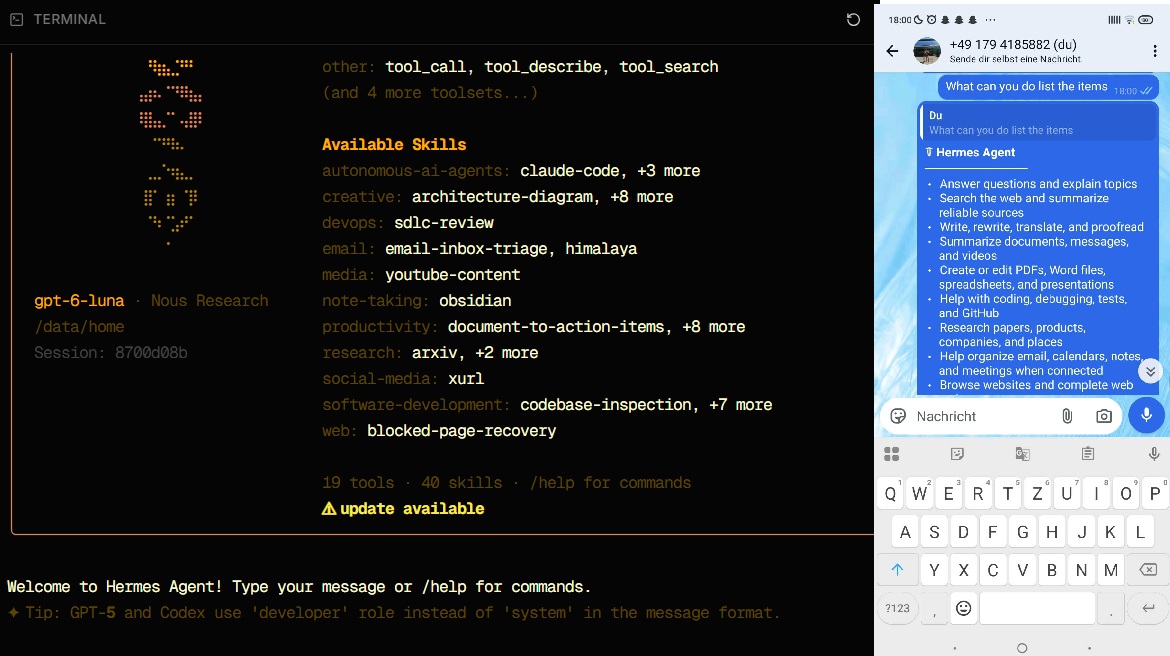 TERMINAL
other: tool_call, tool_describe, tool_search
(and 4 more toolsets...)
Available Skills
autonomous-ai-agents: claude-code, +3 more
creative: architecture-diagram, +8 more
devops: sdlc-review
email: email-inbox-triage, himalaya
media: youtube-content
note-taking: obsidian
productivity: document-to-action-items, +8 more
research: arxiv, +2 more
social-media: xurl
software-development: codebase-inspection, +7 more
web: blocked-page-recovery
19 tools · 40 skills · /help for commands
⚠ update available
gpt-6-luna · Nous Research
/data/home
Session: 8700d08b
Welcome to Hermes Agent! Type your message or /help for commands.
✦ Tip: GPT-5 and Codex use 'developer' role instead of 'system' in the message format.
18:00
+49 179 4185882 (du)
Sende dir selbst eine Nachricht.
What can you do list the items 18:00
Du
What can you do list the items
Hermes Agent
• Answer questions and explain topics
• Search the web and summarize
reliable sources
• Write, rewrite, translate, and proofread
• Summarize documents, messages,
and videos
• Create or edit PDFs, Word files,
spreadsheets, and presentations
• Help with coding, debugging, tests,
and GitHub
• Research papers, products,
companies, and places
• Help organize email, calendars, notes,
and meetings when connected
• Browse websites and complete web
Nachricht
Q1 W2 E3 R4 T5 Z6 U7 I8 O9 P0
A S D F G H J K L
Y X C V B N M
?123 , .